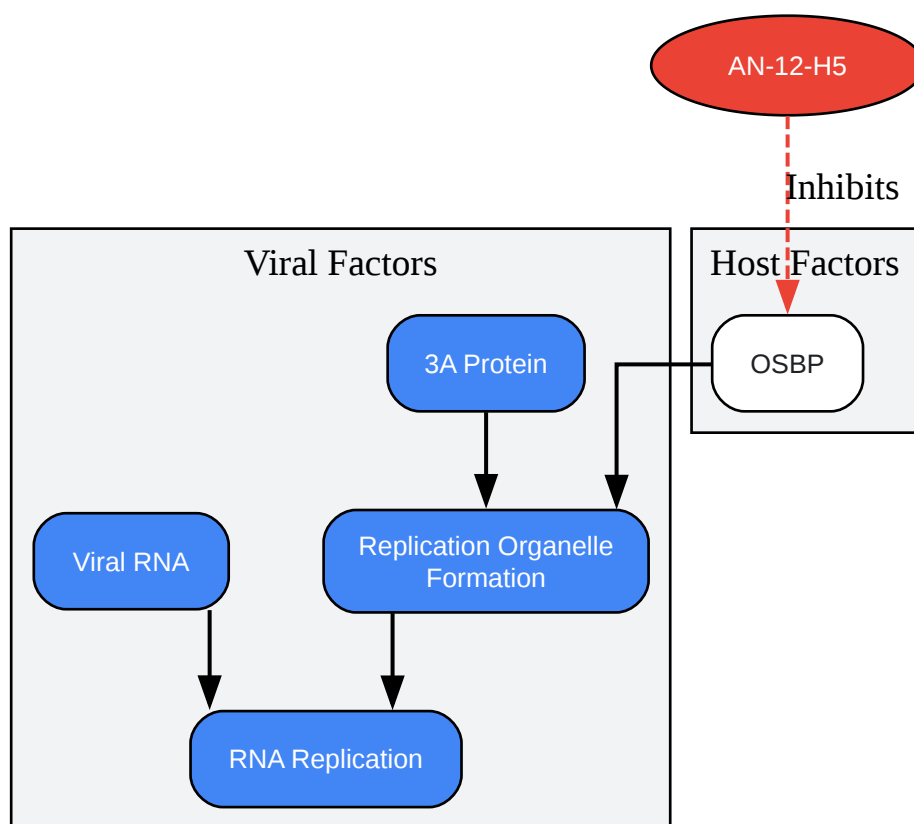 AN-12-H5
Inhibits
Viral Factors
Host Factors
3A Protein
OSBP
Viral RNA
Replication Organelle
Formation
RNA Replication